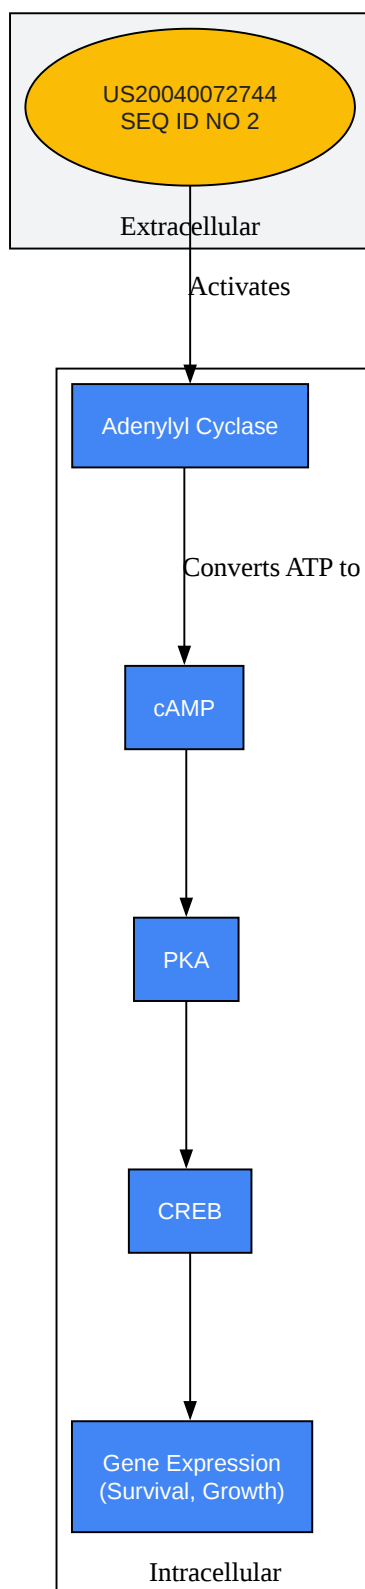 US20040072744
SEQ ID NO 2
Extracellular
Activates
Adenylyl Cyclase
Converts ATP to
cAMP
PKA
CREB
Gene Expression
(Survival, Growth)
Intracellular